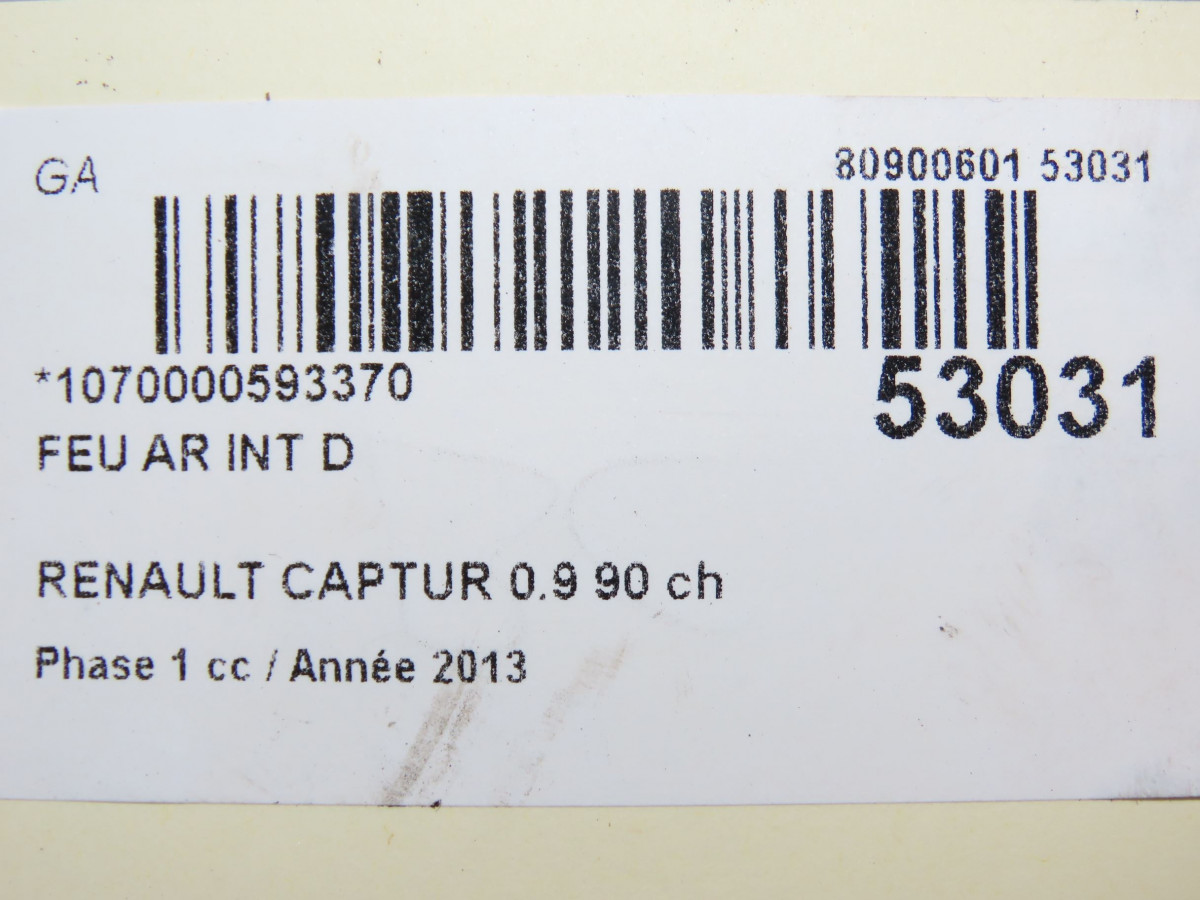 GA
80900601 53031
*1070000593370
53031
FEU AR INT D
RENAULT CAPTUR 0.9 90 ch
Phase 1 cc / Année 2013